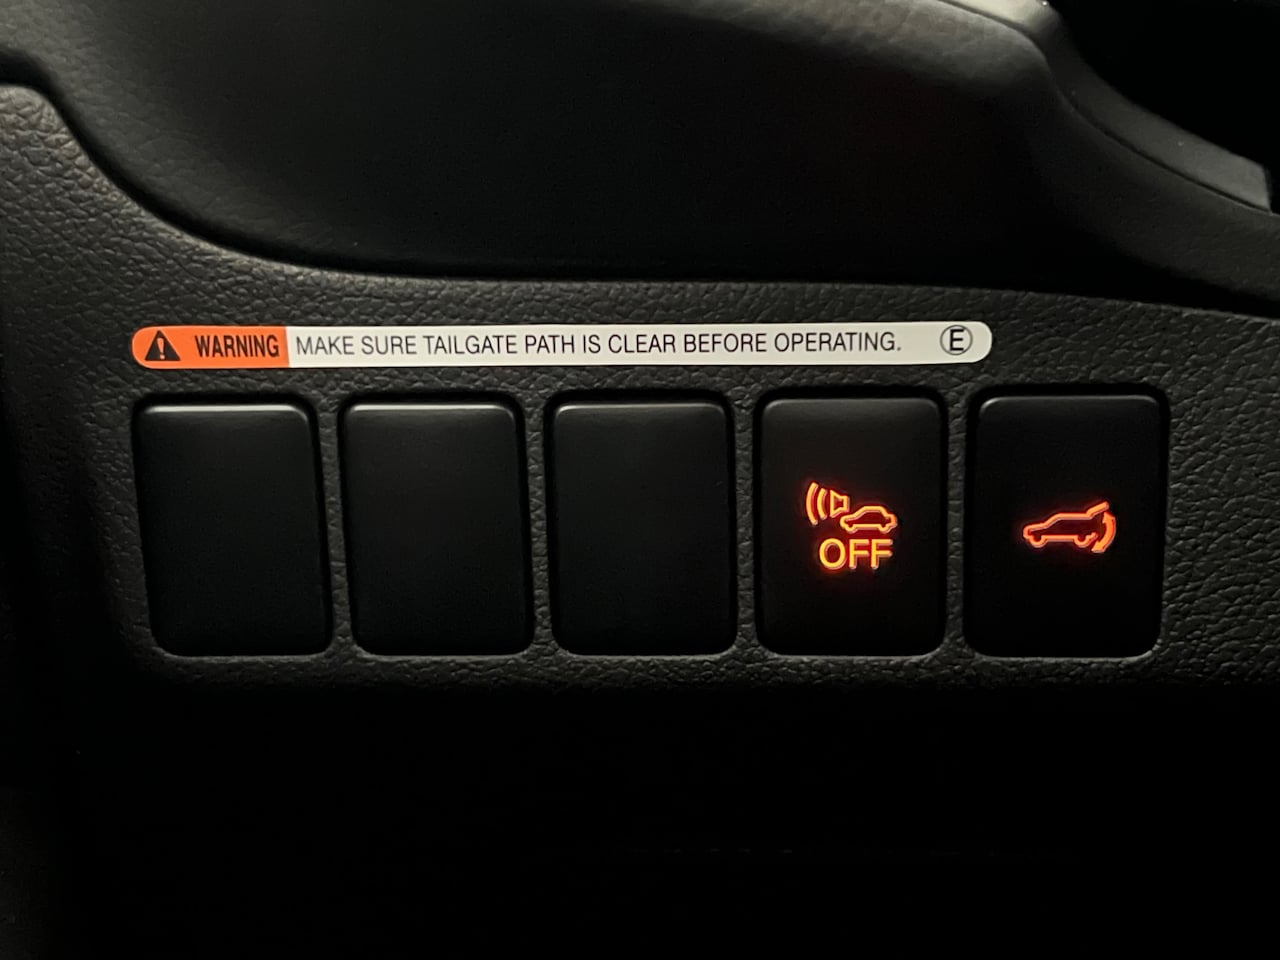 WARNING MAKE SURE TAILGATE PATH IS CLEAR BEFORE OPERATING. E
OFF